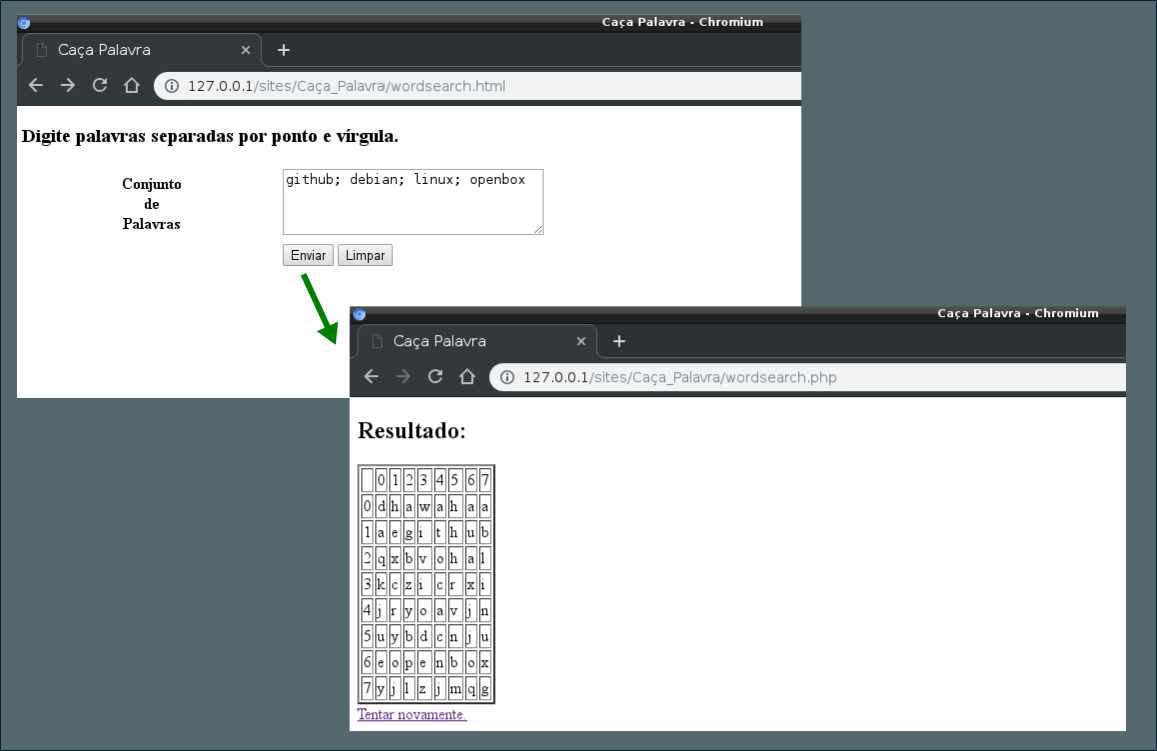 Caça Palavra - Chromium
Caça Palavra
127.0.0.1/sites/Caça_Palavra/wordsearch.html
Digite palavras separadas por ponto e vírgula.
Conjunto
de
Palavras
github; debian; linux; openbox
Enviar Limpar
Caça Palavra - Chromium
Caça Palavra
127.0.0.1/sites/Caça_Palavra/wordsearch.php
Resultado:
0 1 2 3 4 5 6 7
0 d h a w a h a a
1 a e g i t h u b
2 q x b v o h a l
3 k c z i c r x i
4 j r y o a v j n
5 u y b d c n j u
6 e o p e n b o x
7 y j l z j m q g
Tentar novamente.